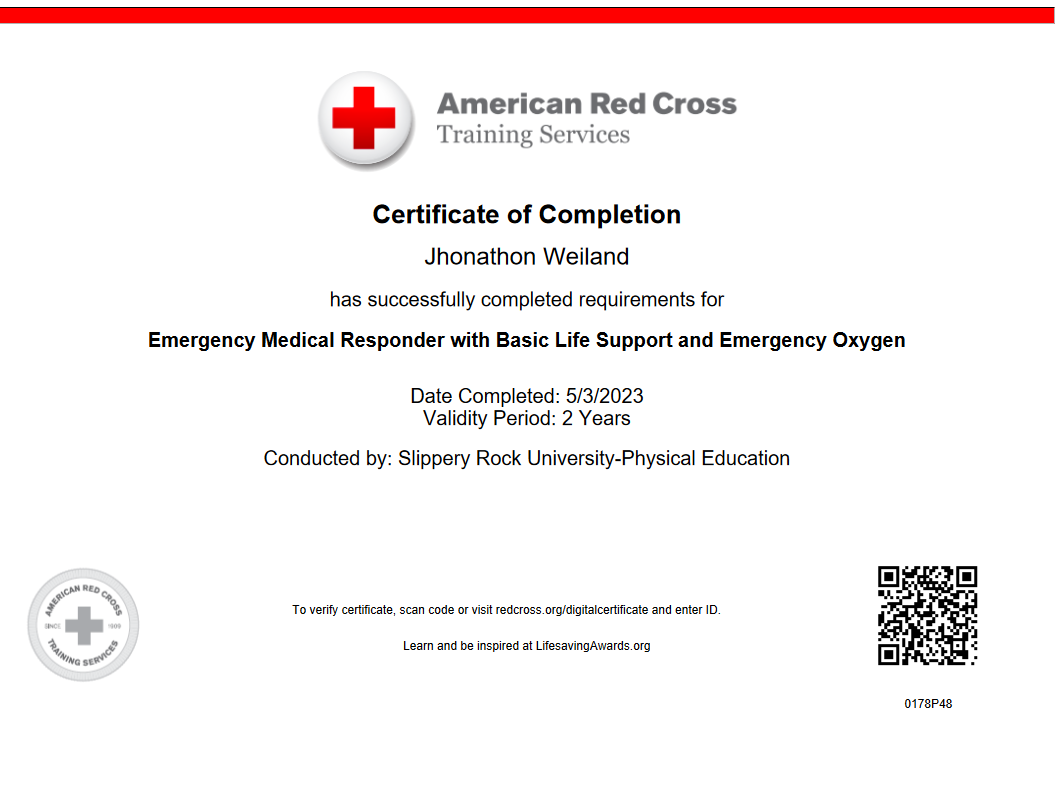 American Red Cross
Training Services
Certificate of Completion
Jhonathon Weiland
has successfully completed requirements for
Emergency Medical Responder with Basic Life Support and Emergency Oxygen
Date Completed: 5/3/2023
Validity Period: 2 Years
Conducted by: Slippery Rock University-Physical Education
AMERICAN RED CROSS
SINCE 1909
TRAINING SERVICES
To verify certificate, scan code or visit redcross.org/digitalcertificate and enter ID.
Learn and be inspired at LifesavingAwards.org
0178P48